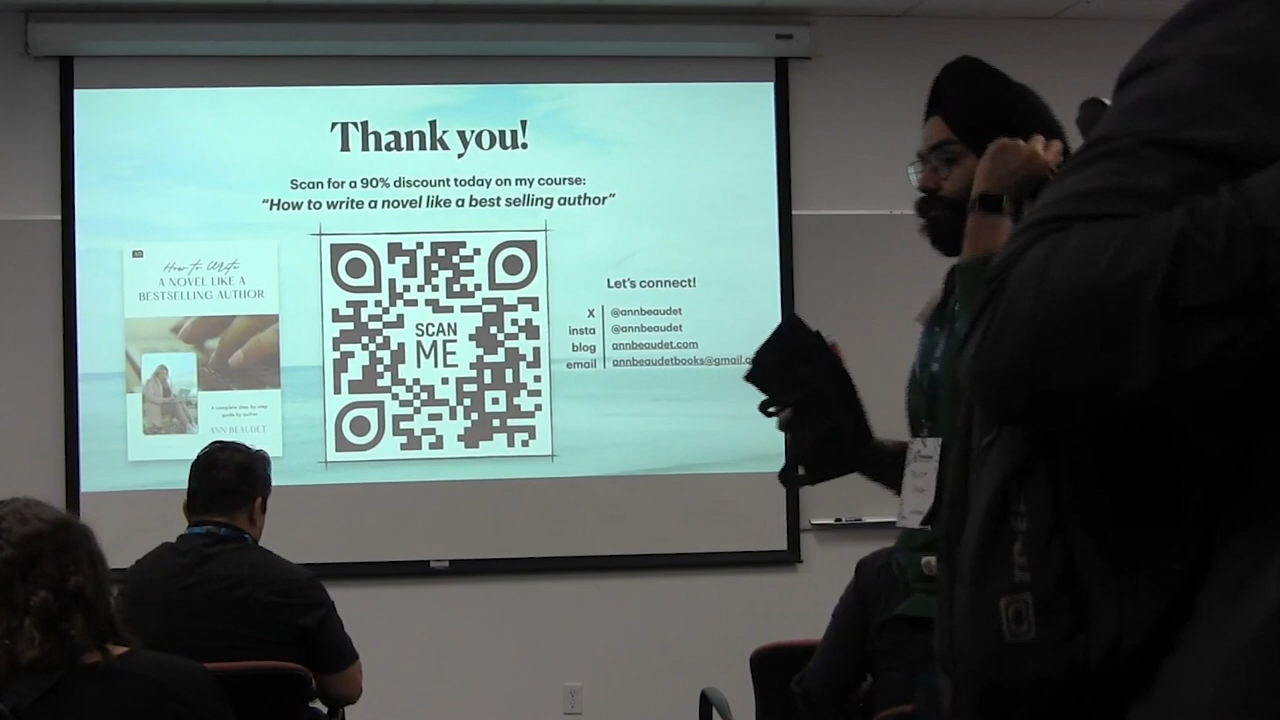 Thank you!
Scan for a 90% discount today on my course:
“How to write a novel like a best selling author”
How to Write
A NOVEL LIKE A
BESTSELLING AUTHOR
A complete step by step
guide by author
ANN BEAUDET
SCAN
ME
Let's connect!
X @annbeaudet
insta @annbeaudet
blog annbeaudet.com
email annbeaudetbooks@gmail.c